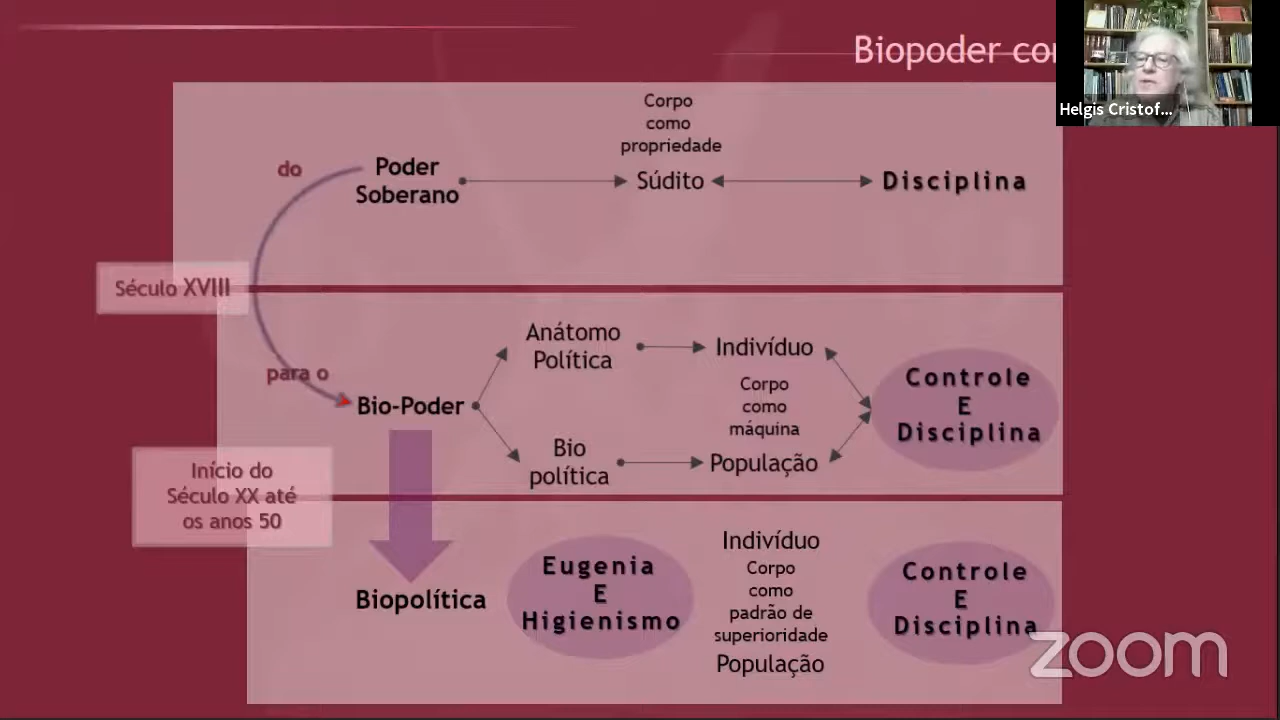 Biopoder co
Helgis Cristof...
Corpo
como
propriedade
do
Poder
Soberano
Súdito
Disciplina
Século XVIII
para o
Bio-Poder
Anátomo
Política
Indivíduo
Corpo
como
máquina
Bio
política
População
Controle
E
Disciplina
Início do
Século XX até
os anos 50
Biopolítica
Eugenia
E
Higienismo
Indivíduo
Corpo
como
padrão de
superioridade
População
Controle
E
Disciplina
zoom